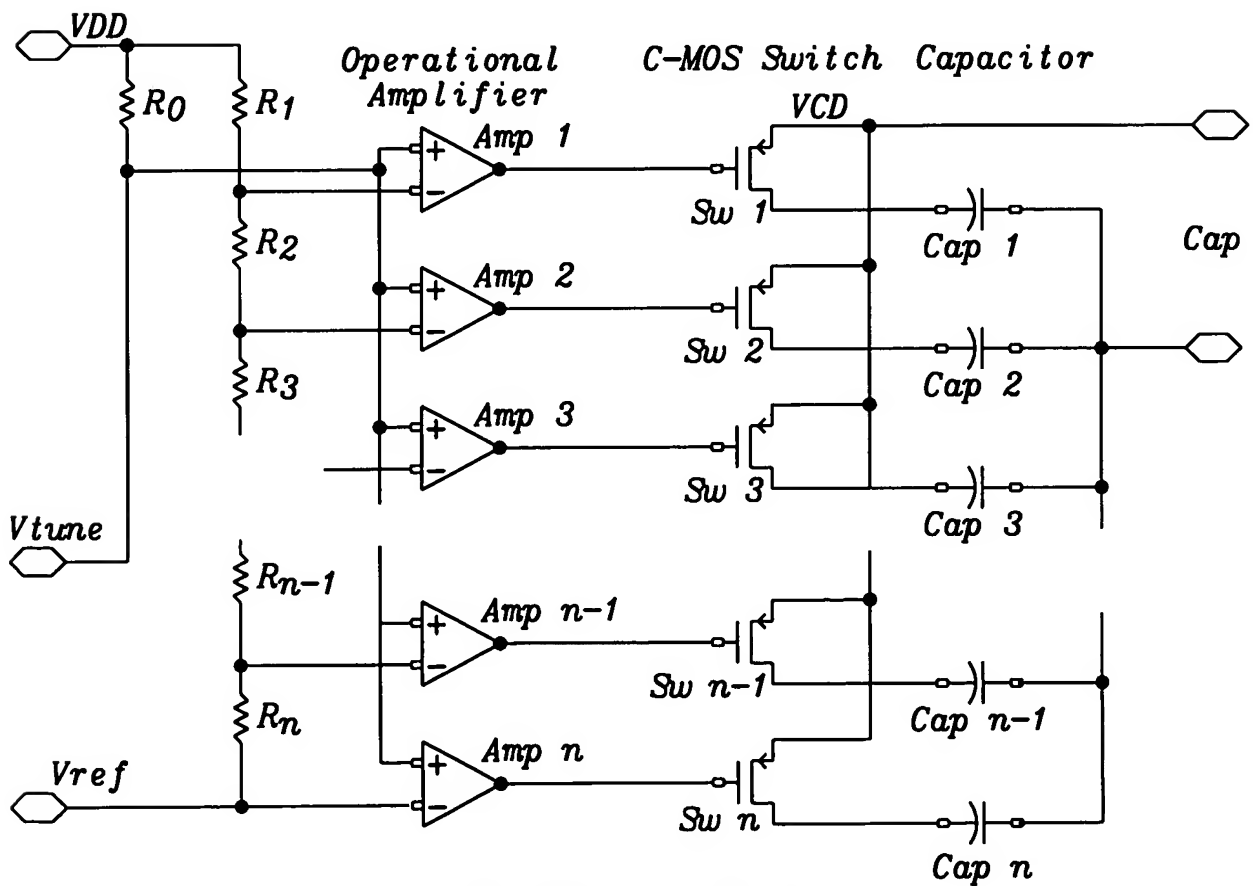 VDD
Operational
Amplifier
C-MOS Switch Capacitor
R0
R1
Amp 1
VCD
Sw 1
Cap 1
Cap
R2
Amp 2
Sw 2
Cap 2
R3
Amp 3
Sw 3
Cap 3
Vtune
Rn-1
Amp n-1
Sw n-1
Cap n-1
Rn
Amp n
Vref
Sw n
Cap n
+
−
+
−
+
−
+
−
+
−